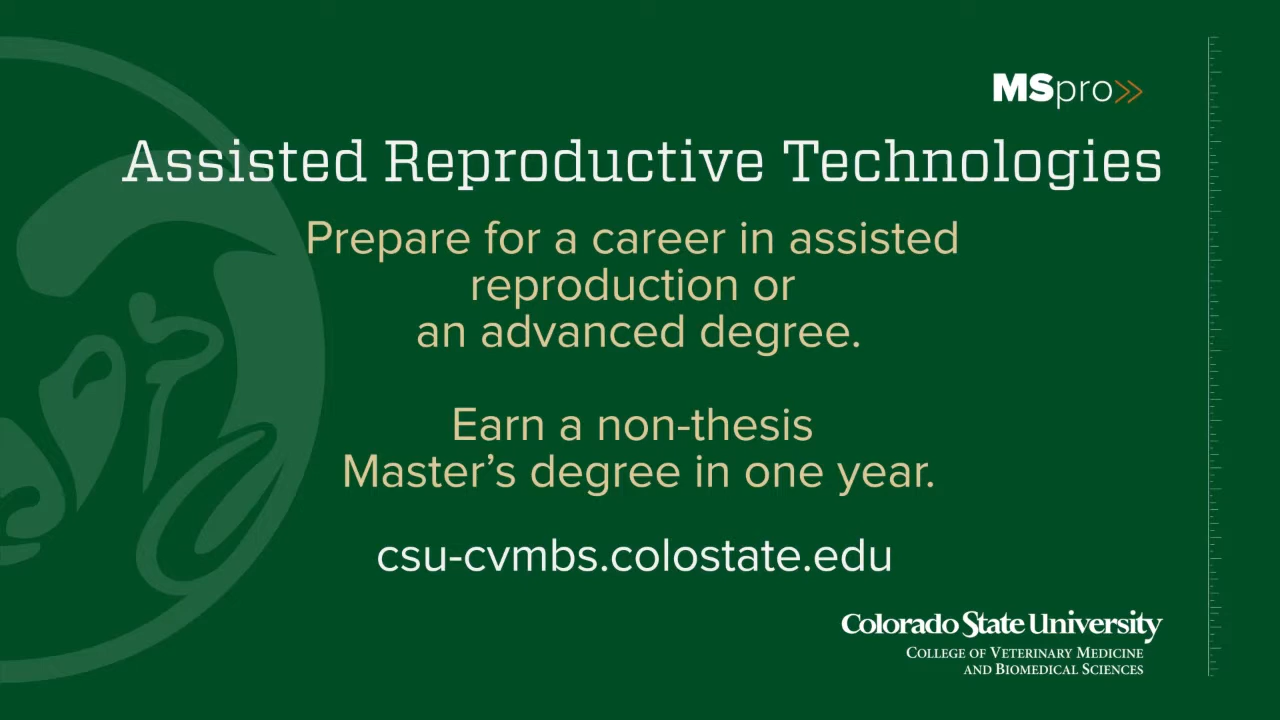 MSpro»
Assisted Reproductive Technologies
Prepare for a career in assisted
reproduction or
an advanced degree.
Earn a non-thesis
Master’s degree in one year.
csu-cvmbs.colostate.edu
Colorado State University
COLLEGE OF VETERINARY MEDICINE
AND BIOMEDICAL SCIENCES